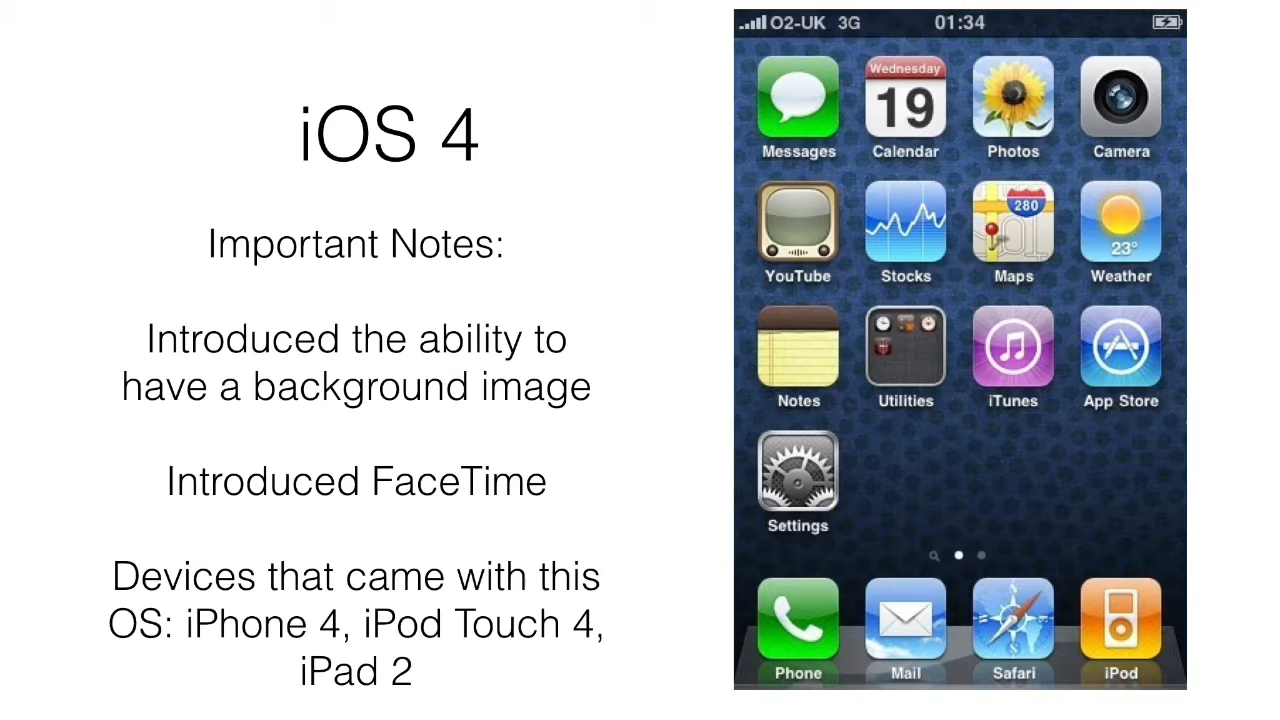 iOS 4
Important Notes:
Introduced the ability to
have a background image
Introduced FaceTime
Devices that came with this
OS: iPhone 4, iPod Touch 4,
iPad 2
O2-UK 3G 01:34
Wednesday
19
Messages Calendar Photos Camera
280
23°
YouTube Stocks Maps Weather
Notes Utilities iTunes App Store
Settings
N
S
Phone Mail Safari iPod